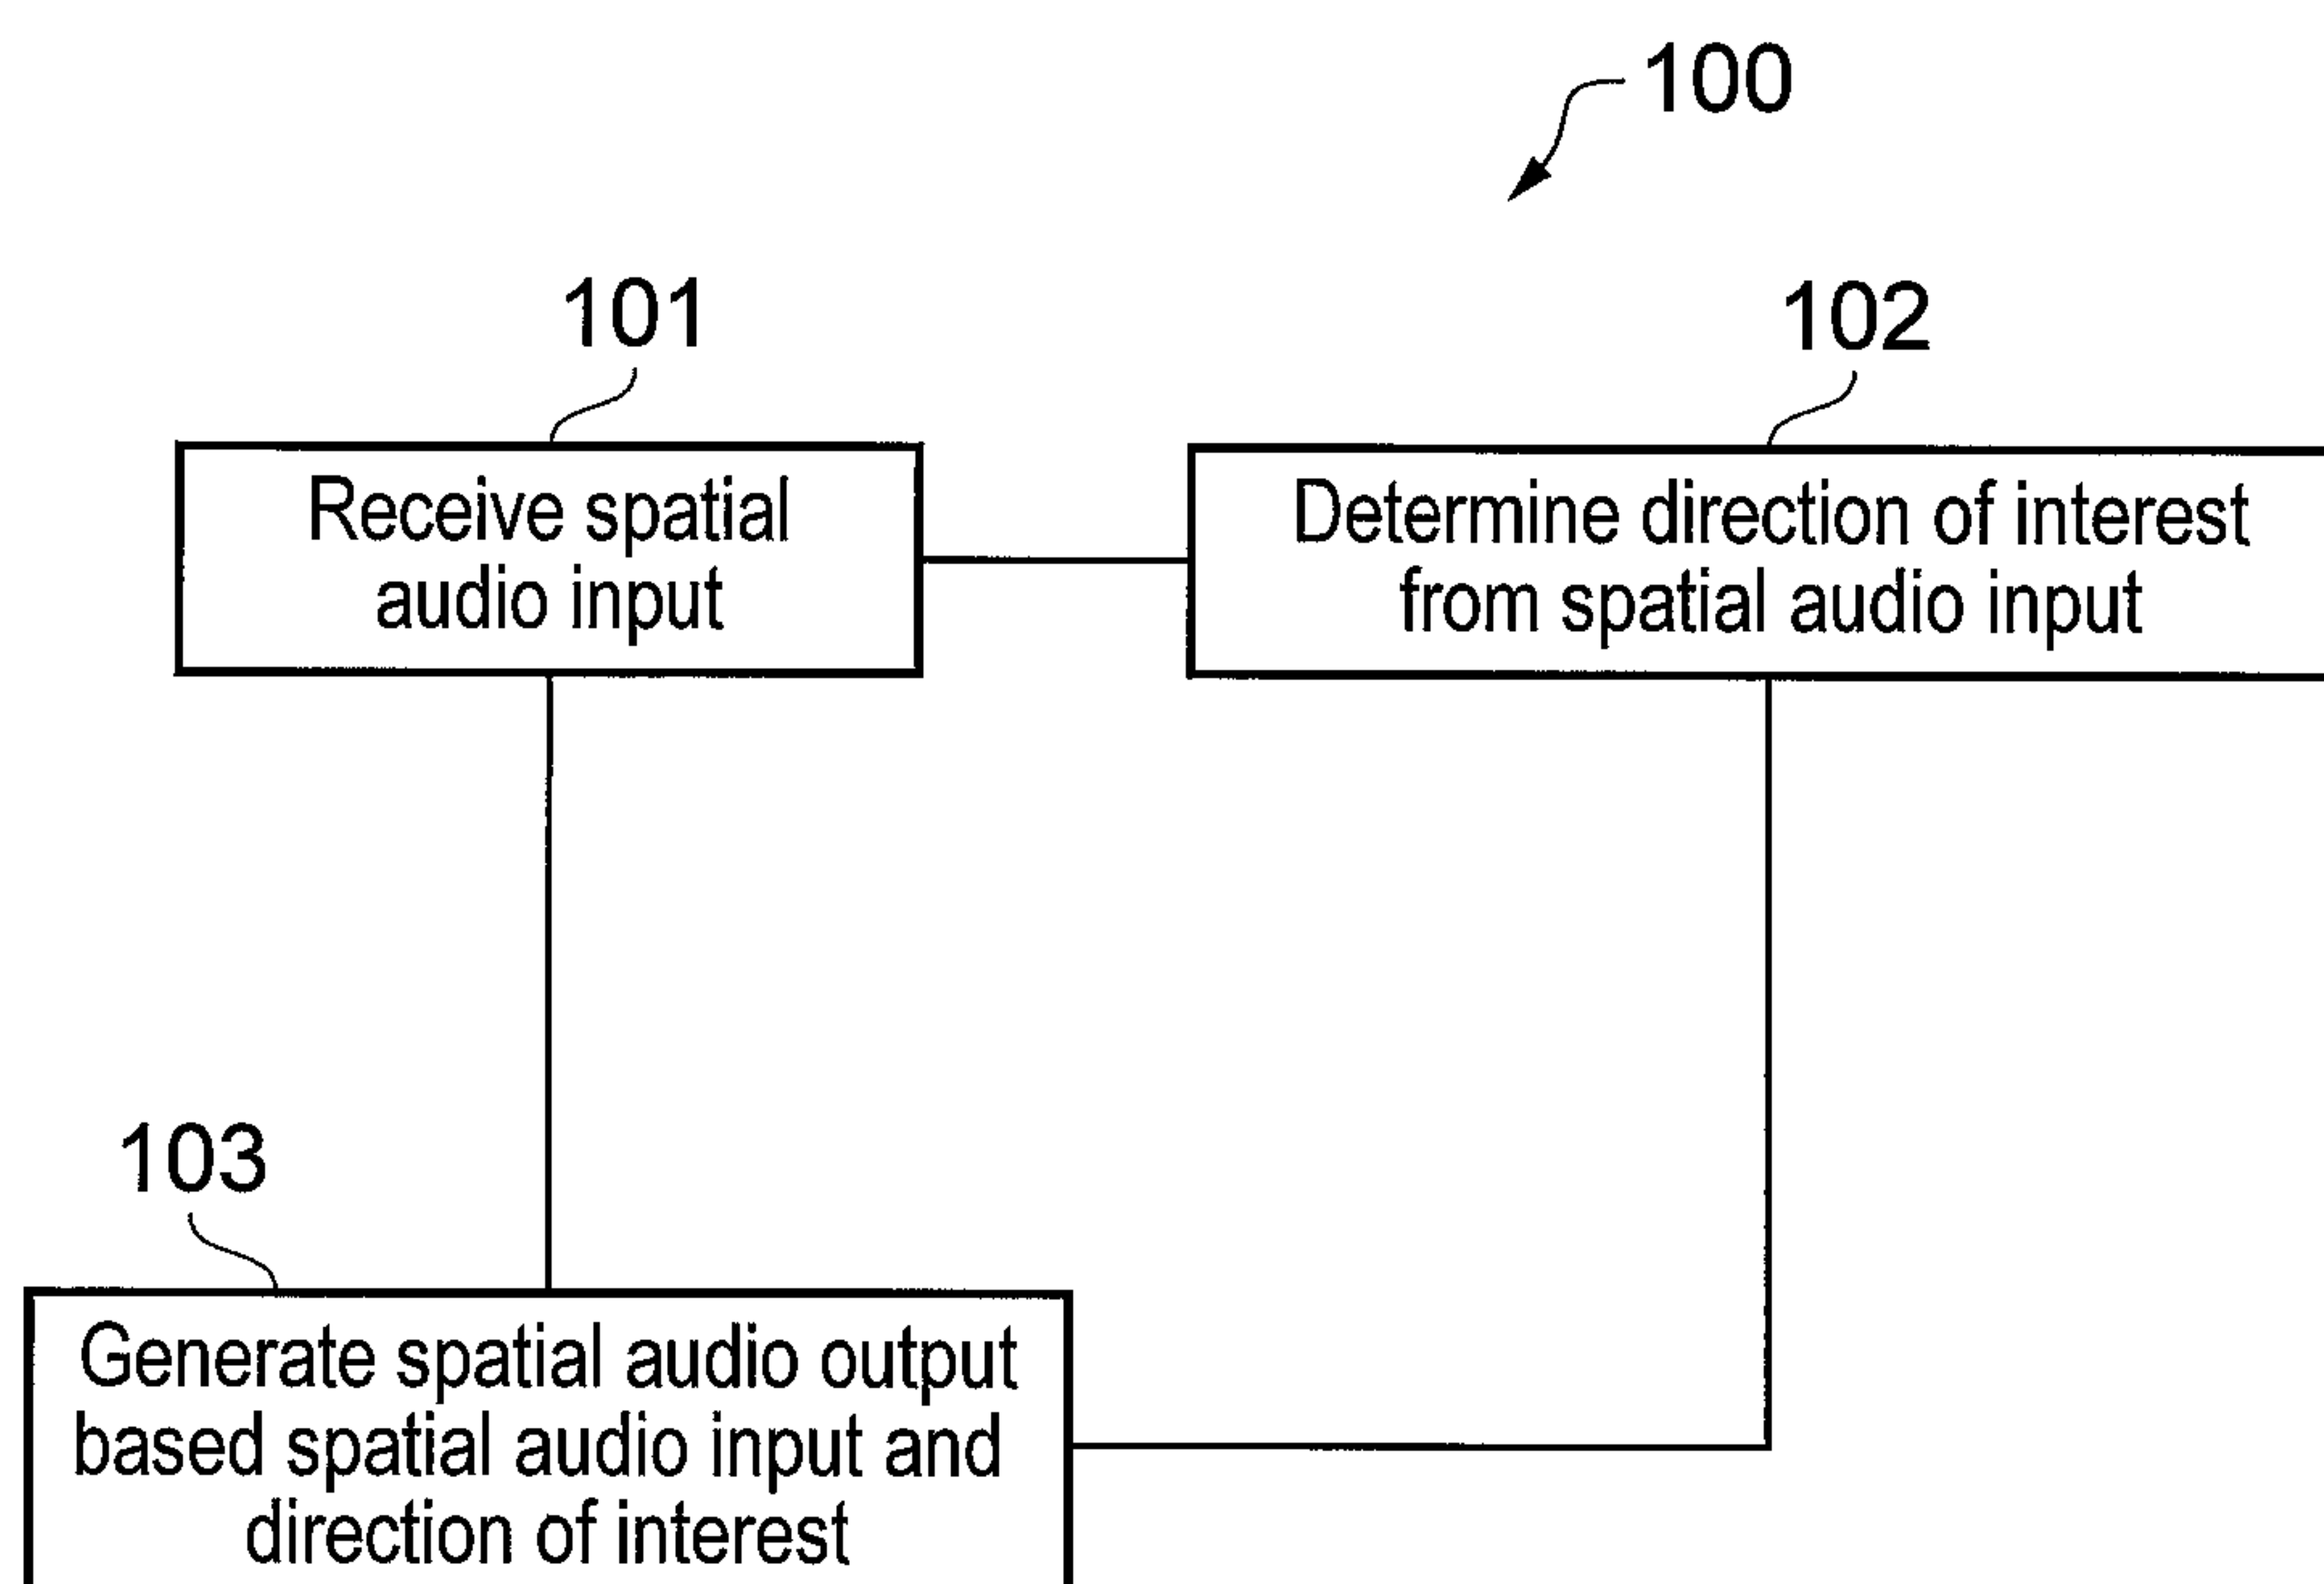 100
101
102
Receive spatial
audio input
Determine direction of interest
from spatial audio input
103
Generate spatial audio output
based spatial audio input and
direction of interest